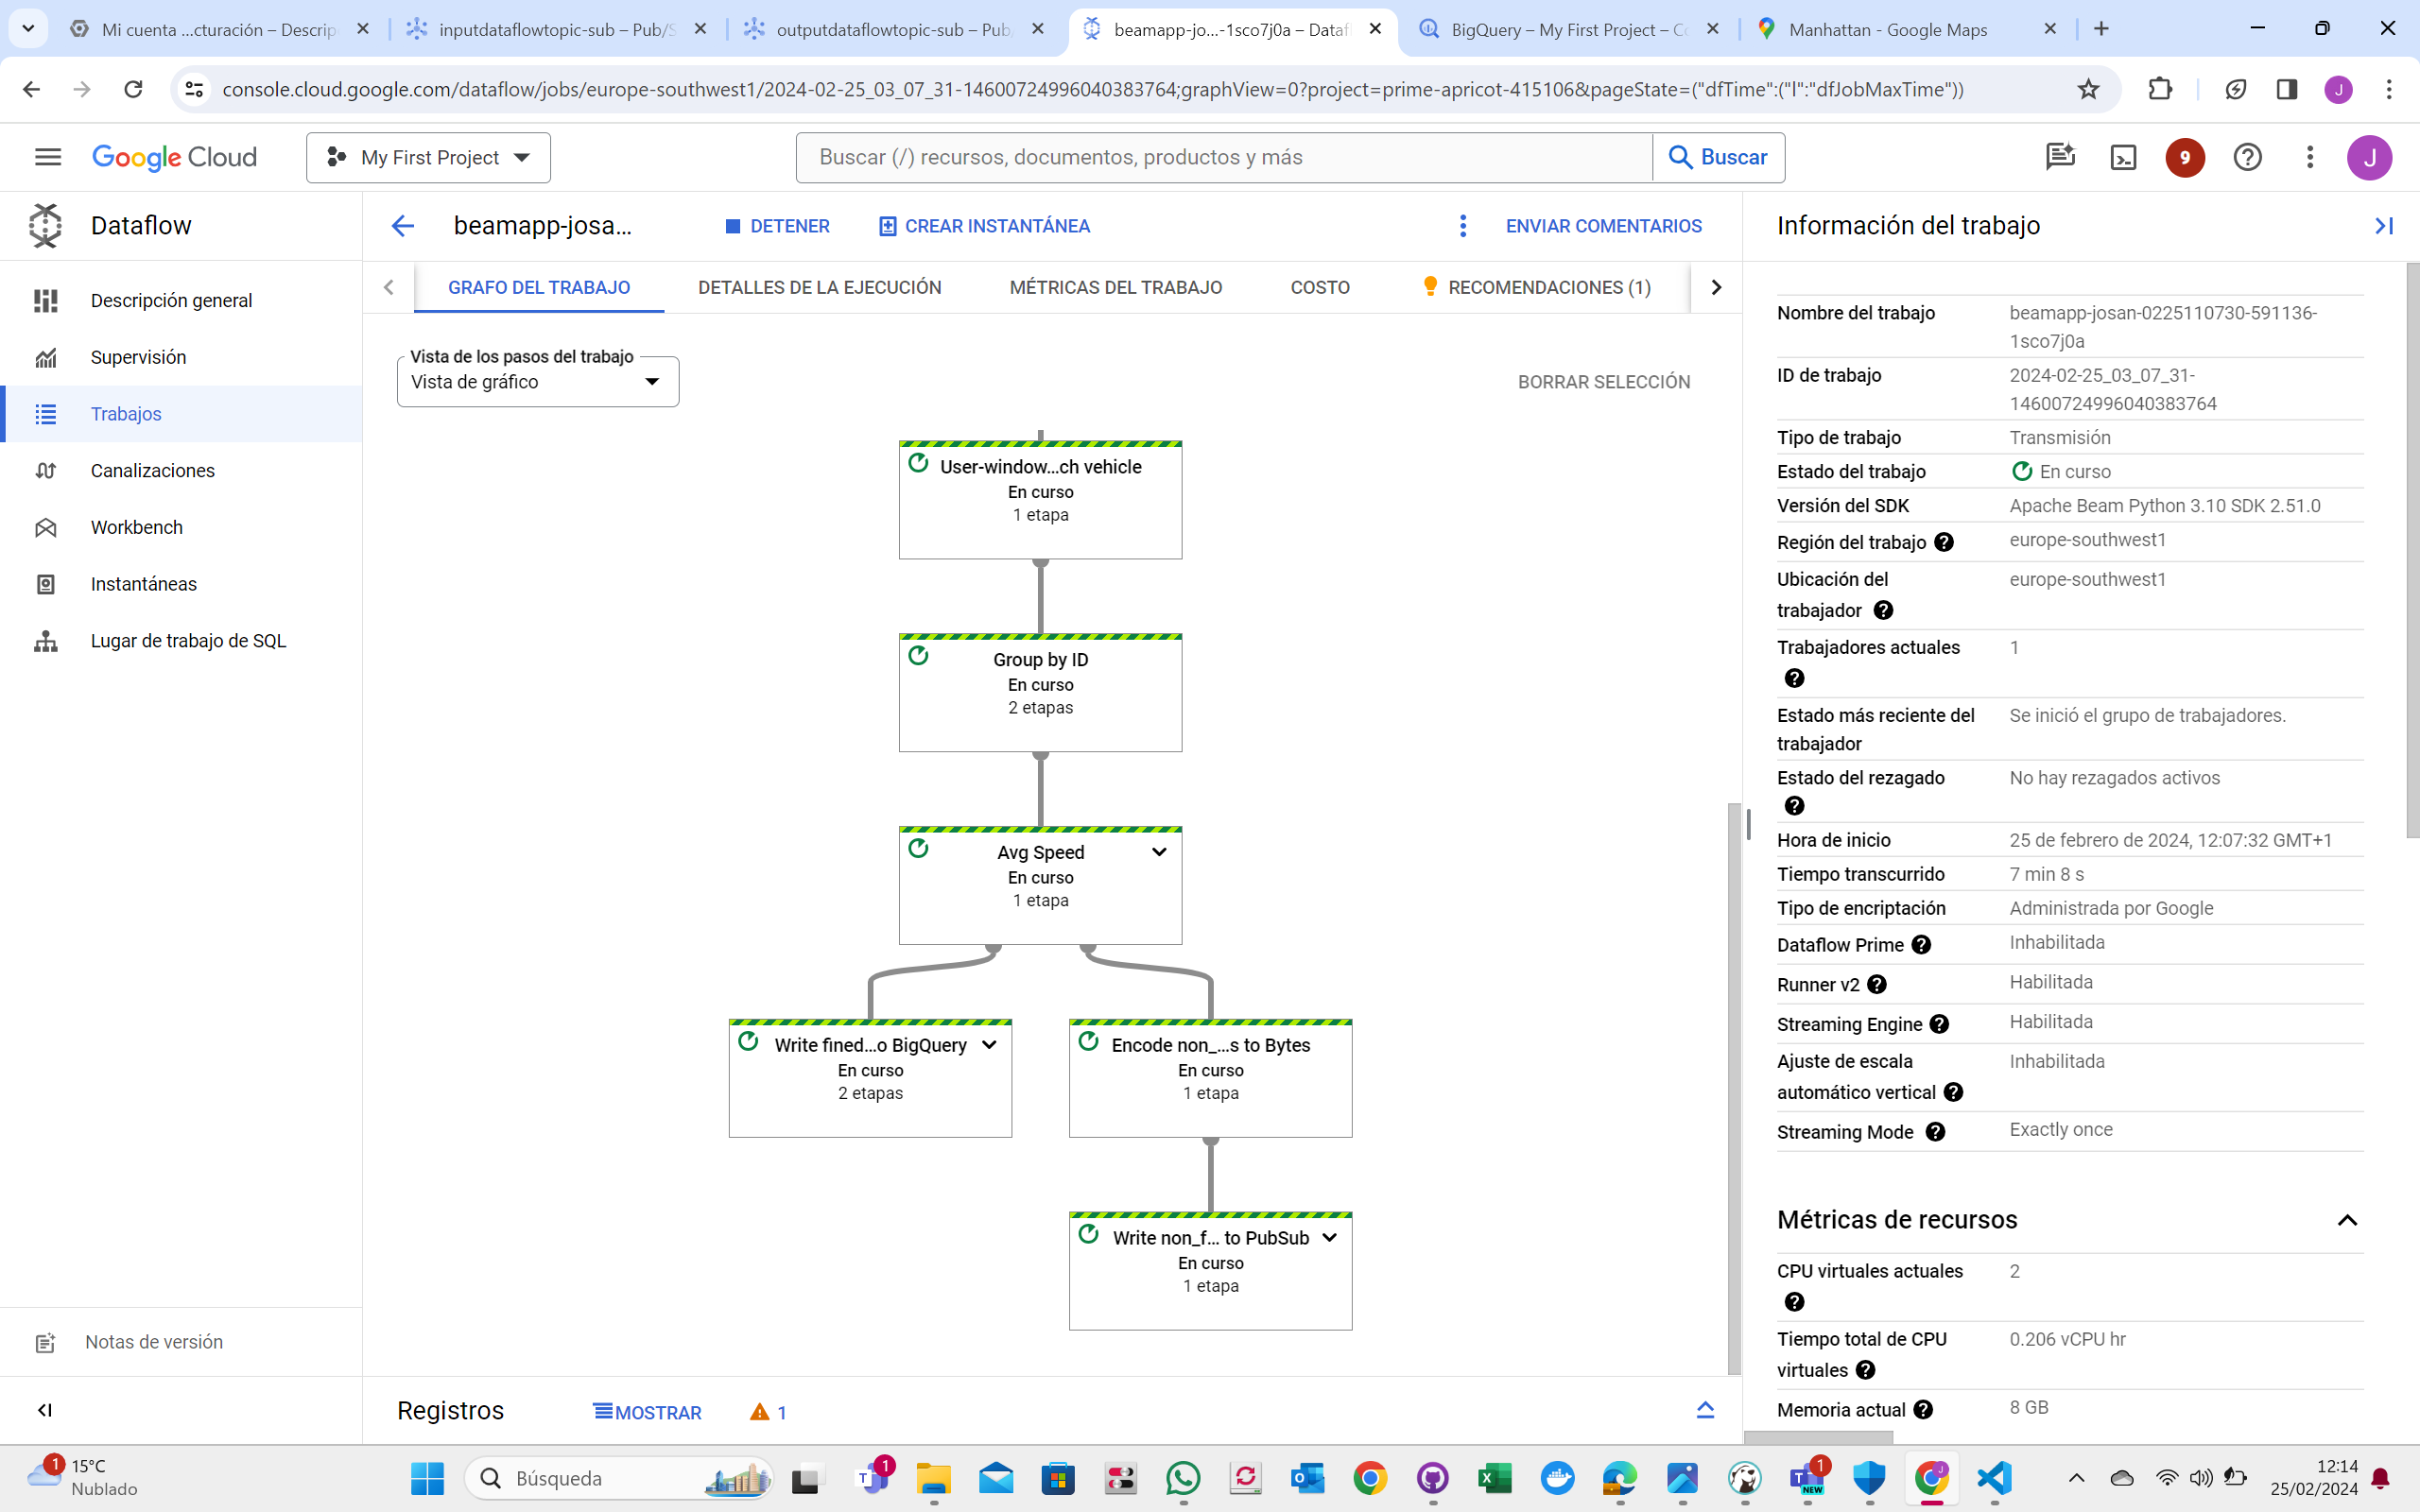 Mi cuenta ...cturación – Descrip
inputdataflowtopic-sub – Pub/S
outputdataflowtopic-sub – Pub/
beamapp-jo...-1sco7j0a – Dataf
BigQuery – My First Project – Co
Manhattan - Google Maps
console.cloud.google.com/dataflow/jobs/europe-southwest1/2024-02-25_03_07_31-14600724996040383764;graphView=0?project=prime-apricot-415106&pageState=("dfTime":("l":"dfJobMaxTime"))
J
Google Cloud
My First Project
Buscar (/) recursos, documentos, productos y más
Buscar
9
J
Dataflow
beamapp-josa...
DETENER
CREAR INSTANTÁNEA
ENVIAR COMENTARIOS
Información del trabajo
Descripción general
Supervisión
Trabajos
Canalizaciones
Workbench
Instantáneas
Lugar de trabajo de SQL
Notas de versión
GRAFO DEL TRABAJO
DETALLES DE LA EJECUCIÓN
MÉTRICAS DEL TRABAJO
COSTO
RECOMENDACIONES (1)
Vista de los pasos del trabajo
Vista de gráfico
BORRAR SELECCIÓN
User-window...ch vehicle
En curso
1 etapa
Group by ID
En curso
2 etapas
Avg Speed
En curso
1 etapa
Write fined...o BigQuery
En curso
2 etapas
Encode non_...s to Bytes
En curso
1 etapa
Write non_f... to PubSub
En curso
1 etapa
Registros
MOSTRAR
1
Nombre del trabajo
beamapp-josan-0225110730-591136-
1sco7j0a
ID de trabajo
2024-02-25_03_07_31-
14600724996040383764
Tipo de trabajo
Transmisión
Estado del trabajo
En curso
Versión del SDK
Apache Beam Python 3.10 SDK 2.51.0
Región del trabajo
europe-southwest1
Ubicación del
trabajador
europe-southwest1
Trabajadores actuales
1
Estado más reciente del
trabajador
Se inició el grupo de trabajadores.
Estado del rezagado
No hay rezagados activos
Hora de inicio
25 de febrero de 2024, 12:07:32 GMT+1
Tiempo transcurrido
7 min 8 s
Tipo de encriptación
Administrada por Google
Dataflow Prime
Inhabilitada
Runner v2
Habilitada
Streaming Engine
Habilitada
Ajuste de escala
automático vertical
Inhabilitada
Streaming Mode
Exactly once
Métricas de recursos
CPU virtuales actuales
2
Tiempo total de CPU
virtuales
0.206 vCPU hr
Memoria actual
8 GB
1
15°C
Nublado
Búsqueda
1
1
NEW
12:14
25/02/2024